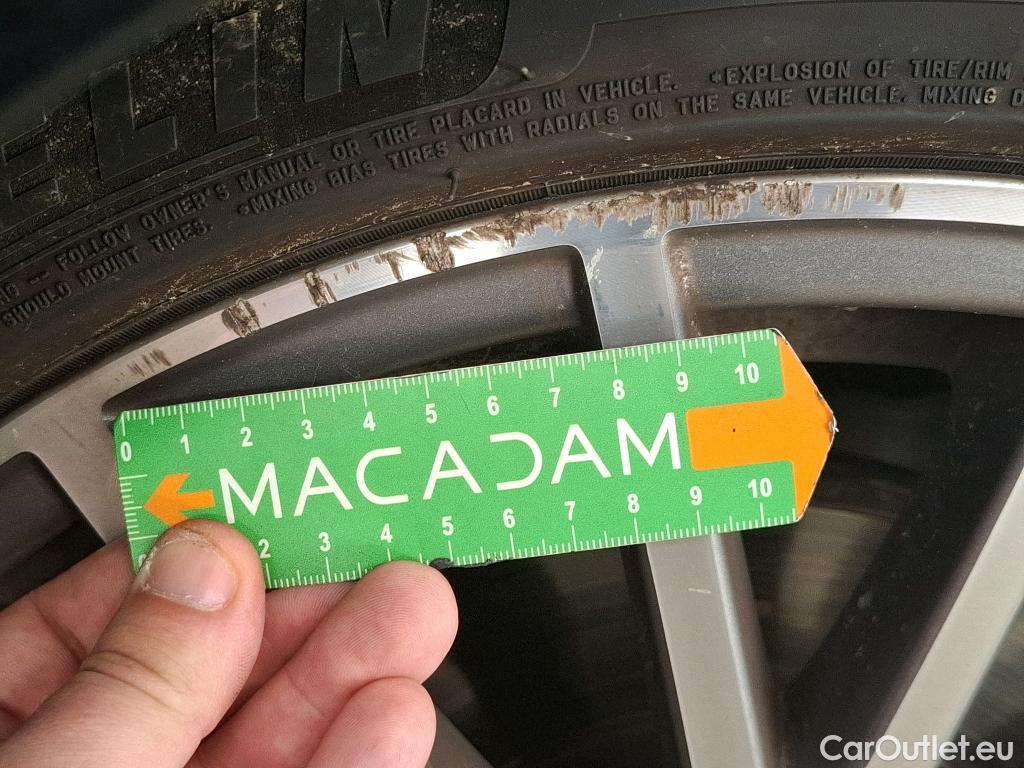 ELIN
•EXPLOSION OF TIRE/RIM
FOLLOW OWNER'S MANUAL OR TIRE PLACARD IN VEHICLE.
•MIXING BIAS TIRES WITH RADIALS ON THE SAME VEHICLE. MIXING D
SHOULD MOUNT TIRES.
0 1 2 3 4 5 6 7 8 9 10
MACADAM
2 3 4 5 6 7 8 9 10
CarOutlet.eu